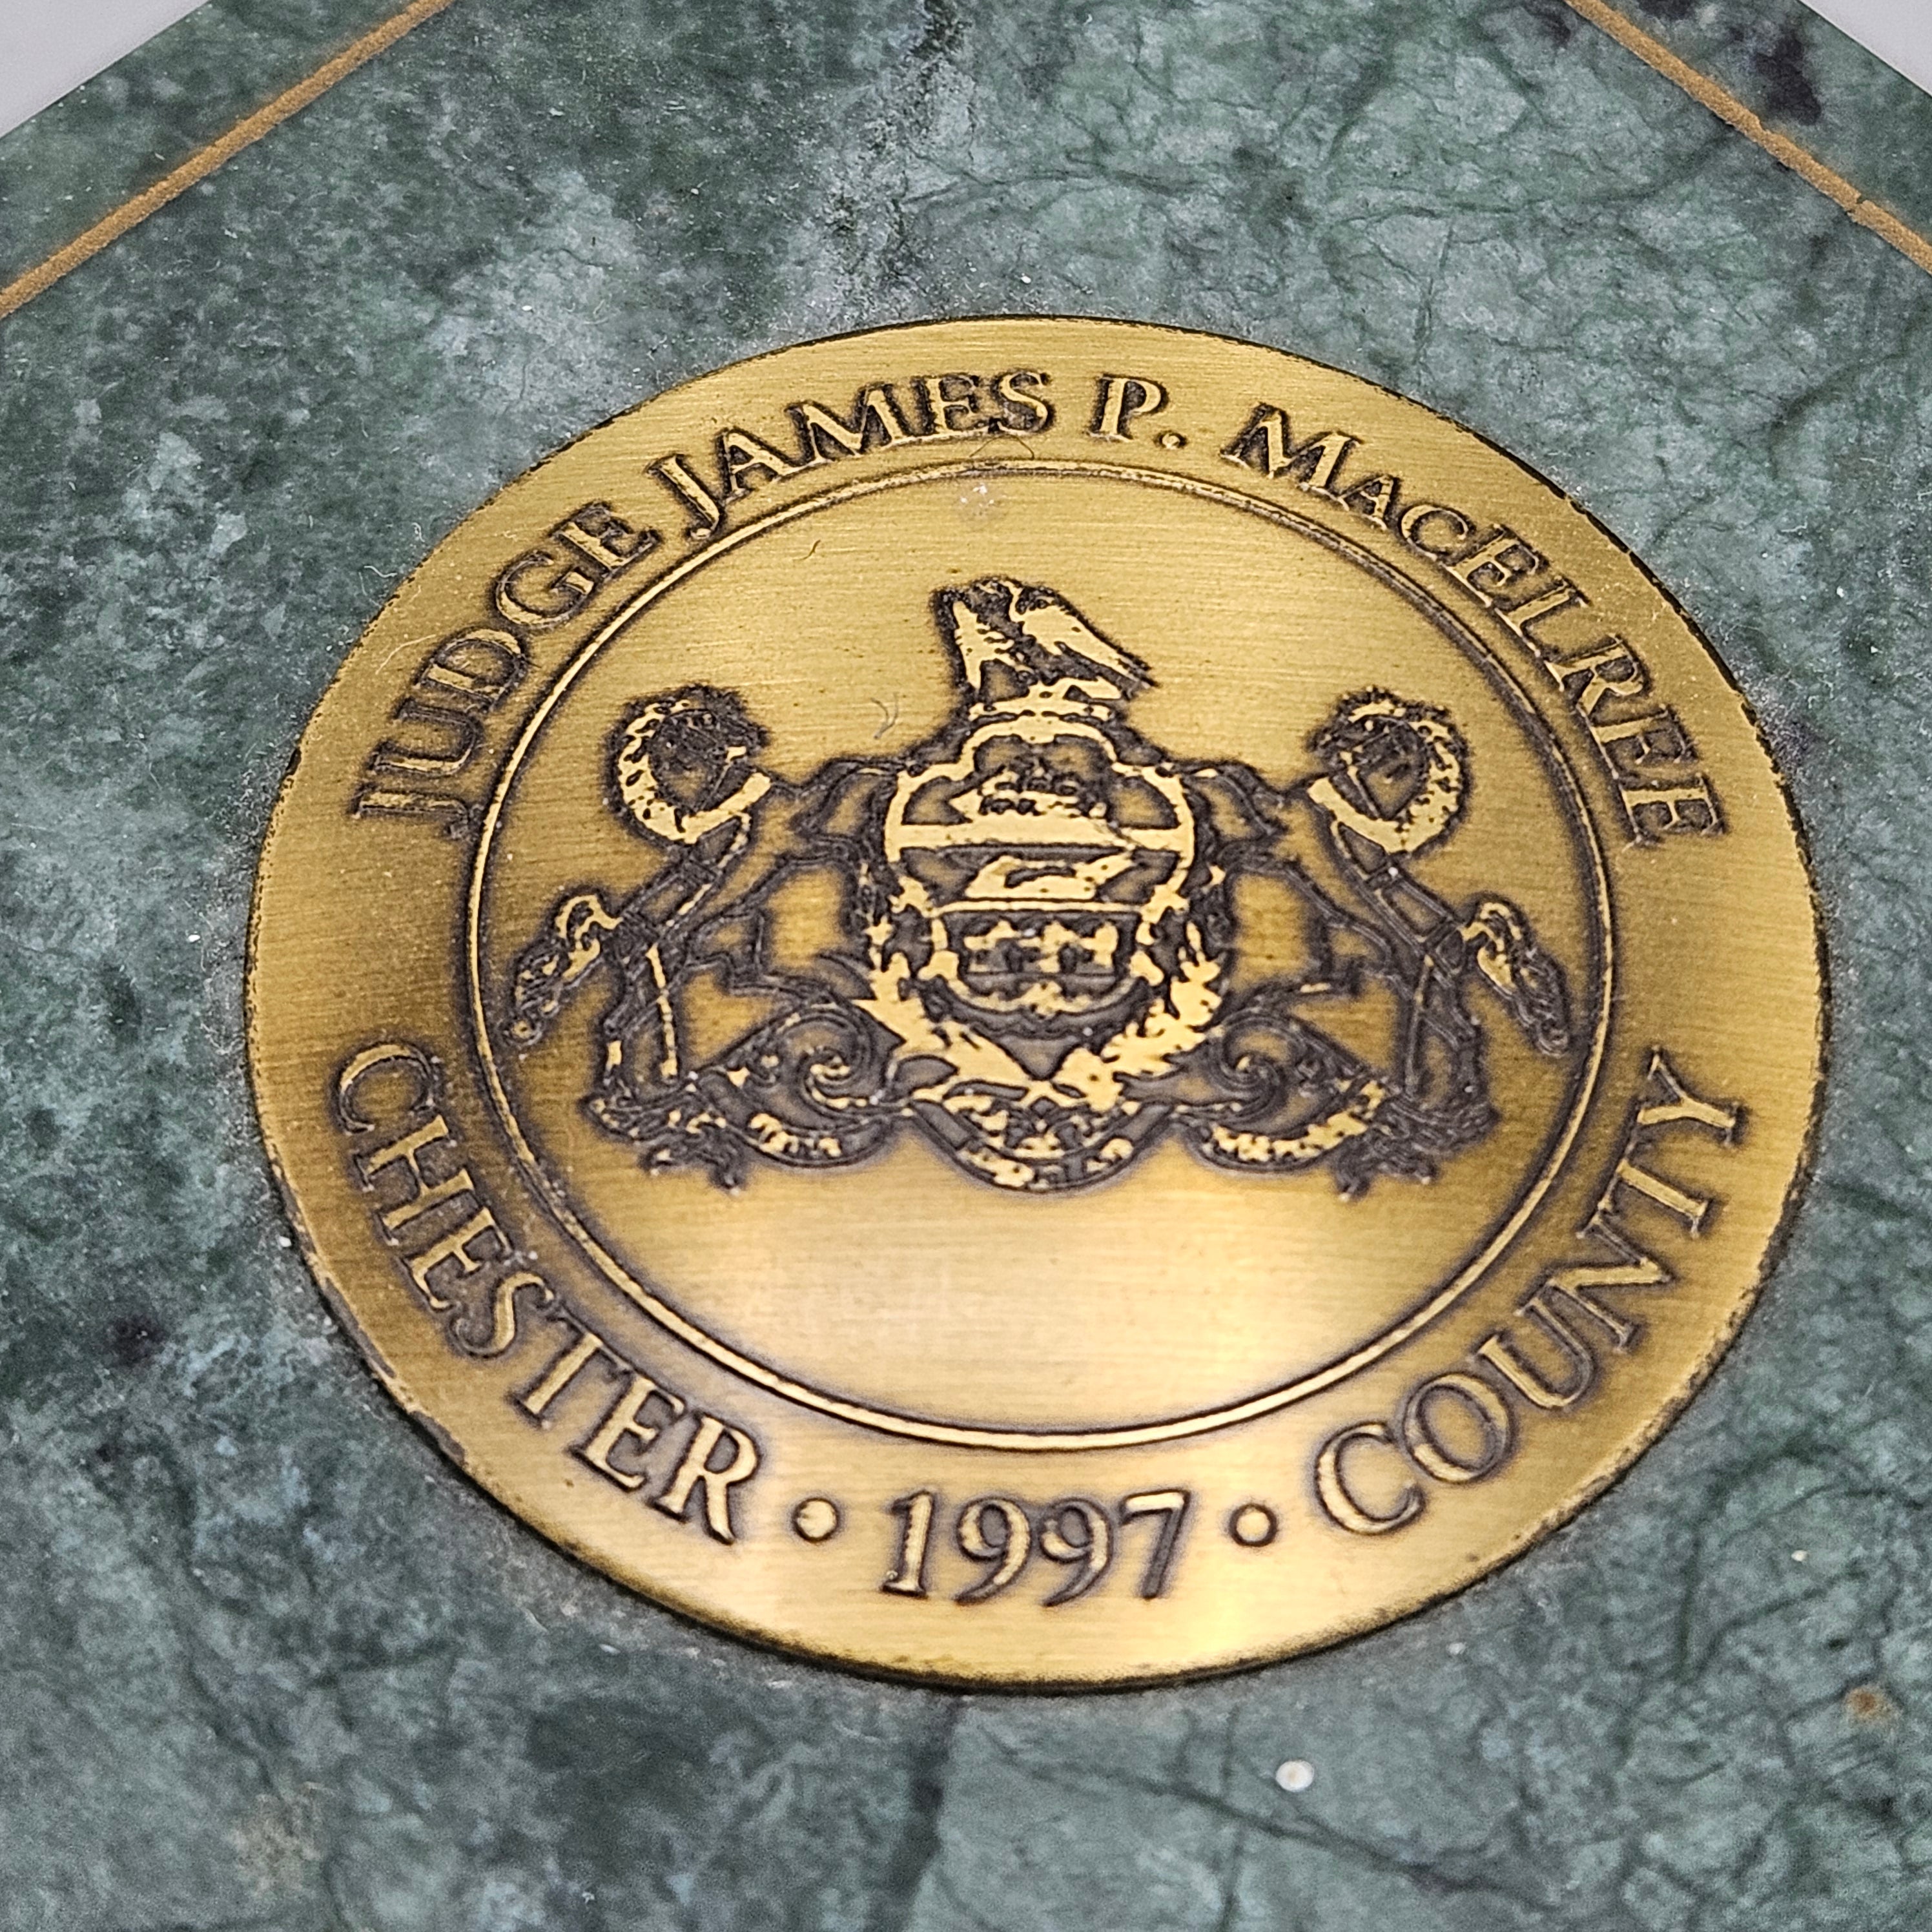 JUDGE JAMES P. MACELREE
CHESTER • 1997 • COUNTY